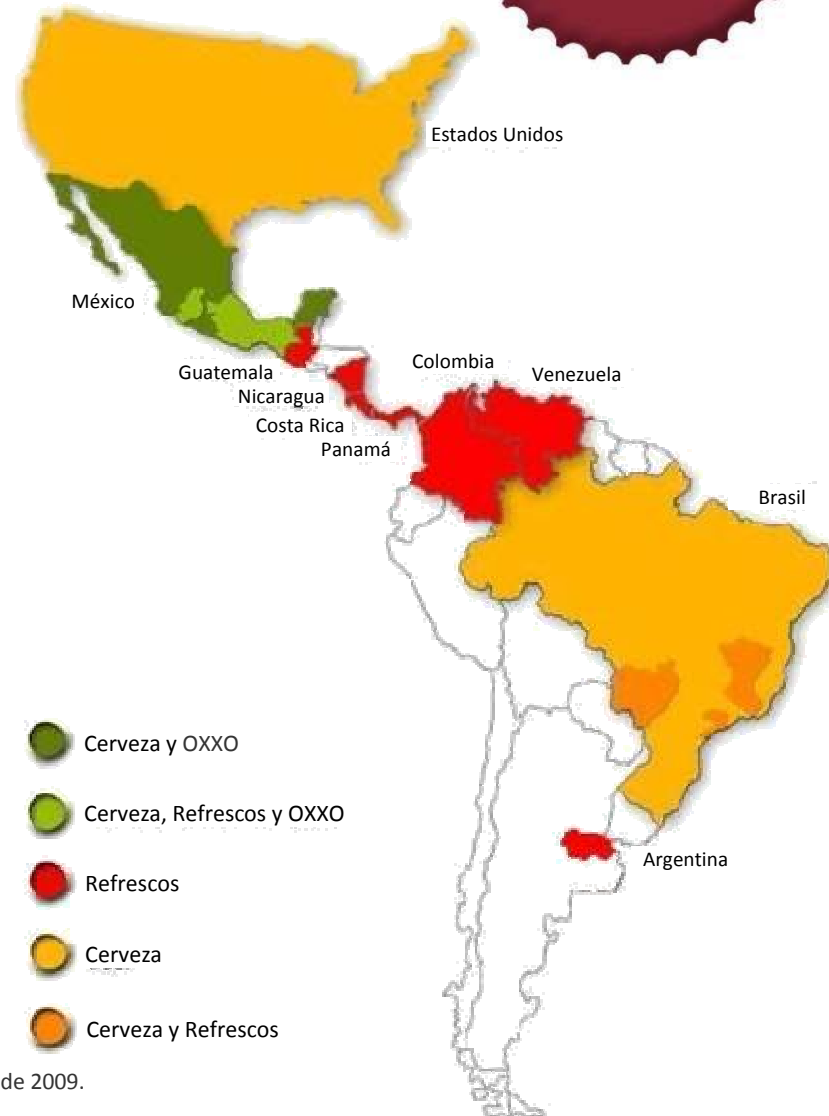 Estados Unidos
México
Guatemala
Nicaragua
Costa Rica
Panamá
Colombia
Venezuela
Brasil
Argentina
Cerveza y OXXO
Cerveza, Refrescos y OXXO
Refrescos
Cerveza
Cerveza y Refrescos
de 2009.